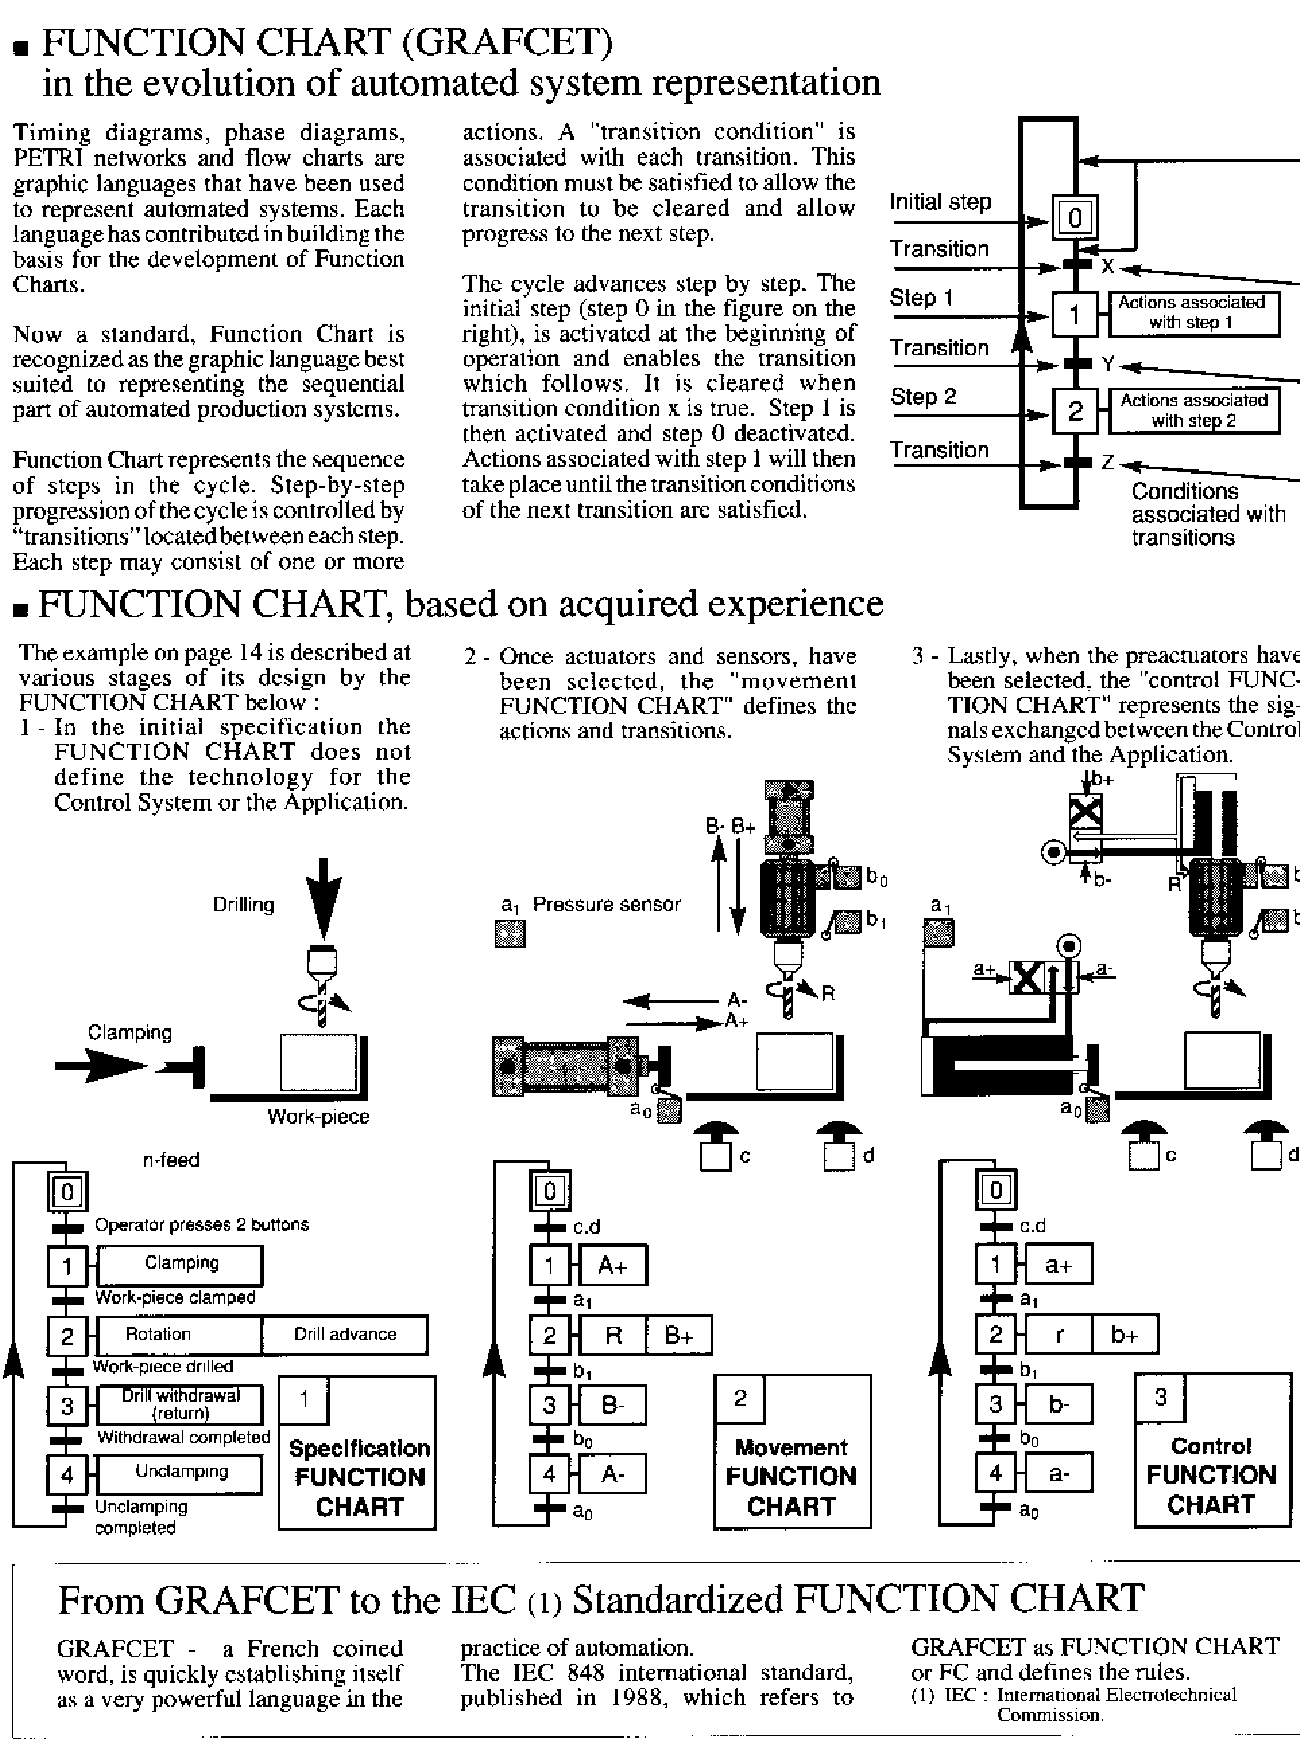 FUNCTION CHART (GRAFCET)
in the evolution of automated system representation
Timing diagrams, phase diagrams,
PETRI networks and flow charts are
graphic languages that have been used
to represent automated systems. Each
language has contributed in building the
basis for the development of Function
Charts.
Now a standard, Function Chart is
recognized as the graphic language best
suited to representing the sequential
part of automated production systems.
Function Chart represents the sequence
of steps in the cycle. Step-by-step
progression of the cycle is controlled by
“transitions” located between each step.
Each step may consist of one or more
actions. A "transition condition" is
associated with each transition. This
condition must be satisfied to allow the
transition to be cleared and allow
progress to the next step.
The cycle advances step by step. The
initial step (step 0 in the figure on the
right), is activated at the beginning of
operation and enables the transition
which follows. It is cleared when
transition condition x is true. Step 1 is
then activated and step 0 deactivated.
Actions associated with step 1 will then
take place until the transition conditions
of the next transition are satisfied.
Initial step
0
Transition
X
Step 1
1
Actions associated
with step 1
Transition
Y
Step 2
2
Actions associated
with step 2
Transition
Z
Conditions
associated with
transitions
FUNCTION CHART, based on acquired experience
The example on page 14 is described at
various stages of its design by the
FUNCTION CHART below :
1 - In the initial specification the
FUNCTION CHART does not
define the technology for the
Control System or the Application.
2 - Once actuators and sensors, have
been selected, the "movement
FUNCTION CHART" defines the
actions and transitions.
3 - Lastly, when the preactuators have
been selected, the "control FUNC-
TION CHART" represents the sig-
nals exchanged between the Control
System and the Application.
Drilling
Clamping
Work-piece
B- B+
b0
a1 Pressure sensor
b1
A-
R
A+
a0
c
d
b+
b-
R
b
b
a1
a+
a-
a0
c
d
n-feed
0
Operator presses 2 buttons
1
Clamping
Work-piece clamped
2
Rotation
Drill advance
Work-piece drilled
3
Drill withdrawal
(return)
Withdrawal completed
4
Unclamping
Unclamping
completed
1
Specification
FUNCTION
CHART
0
c.d
1
A+
a1
2
R
B+
b1
3
B-
b0
4
A-
a0
2
Movement
FUNCTION
CHART
0
c.d
1
a+
a1
2
r
b+
b1
3
b-
b0
4
a-
a0
3
Control
FUNCTION
CHART
From GRAFCET to the IEC (1) Standardized FUNCTION CHART
GRAFCET - a French coined
word, is quickly establishing itself
as a very powerful language in the
practice of automation.
The IEC 848 international standard,
published in 1988, which refers to
GRAFCET as FUNCTION CHART
or FC and defines the rules.
(1) IEC : International Electrotechnical
Commission.